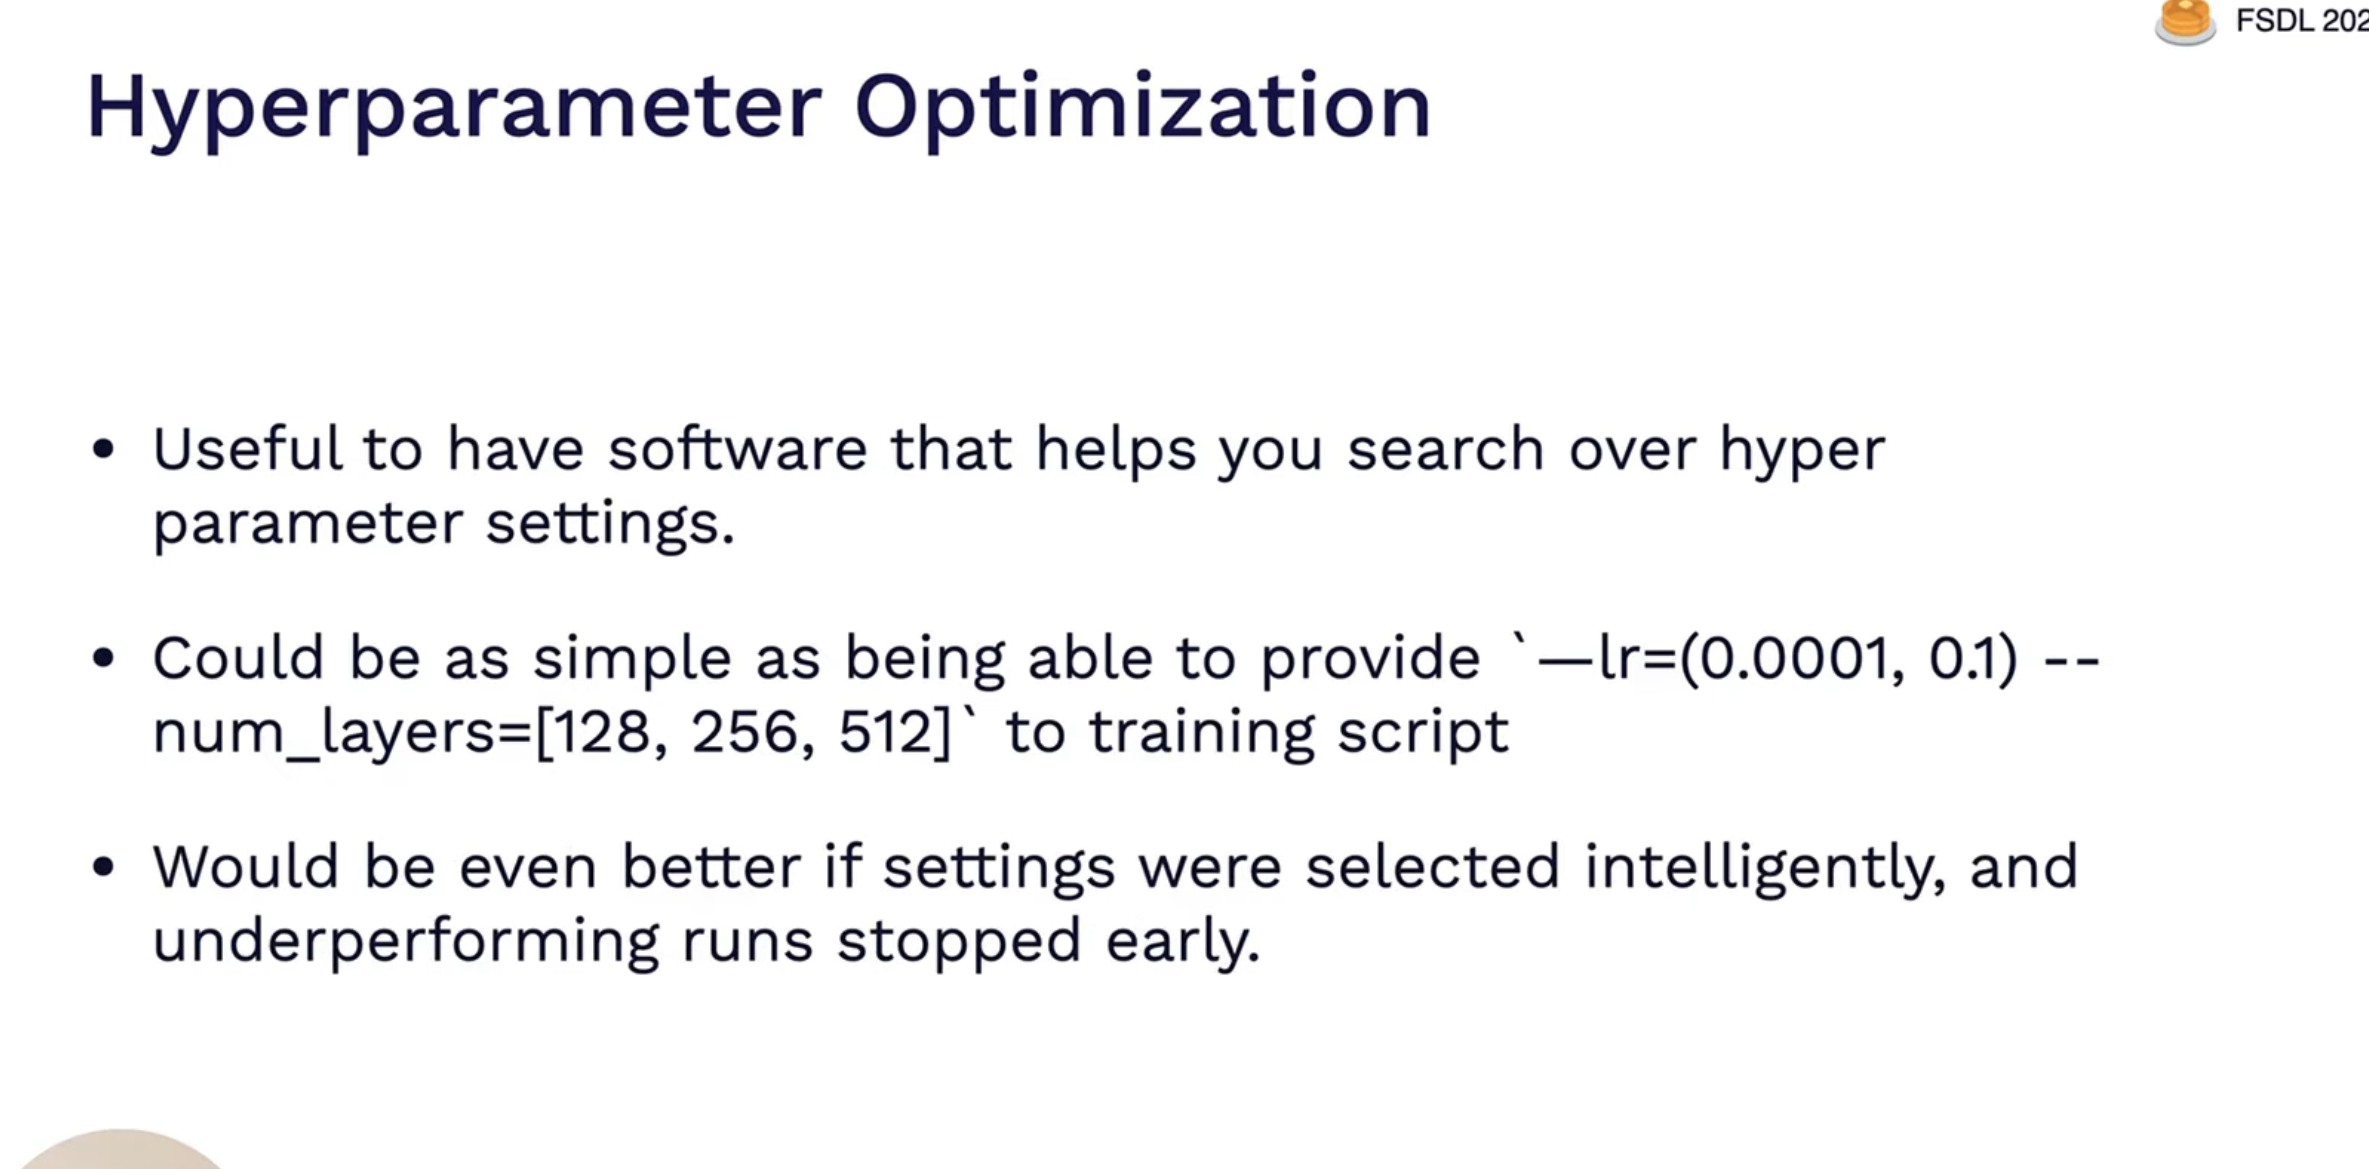 FSDL 202
Hyperparameter Optimization
• Useful to have software that helps you search over hyper
parameter settings.
• Could be as simple as being able to provide `—lr=(0.0001, 0.1) --
num_layers=[128, 256, 512]` to training script
• Would be even better if settings were selected intelligently, and
underperforming runs stopped early.